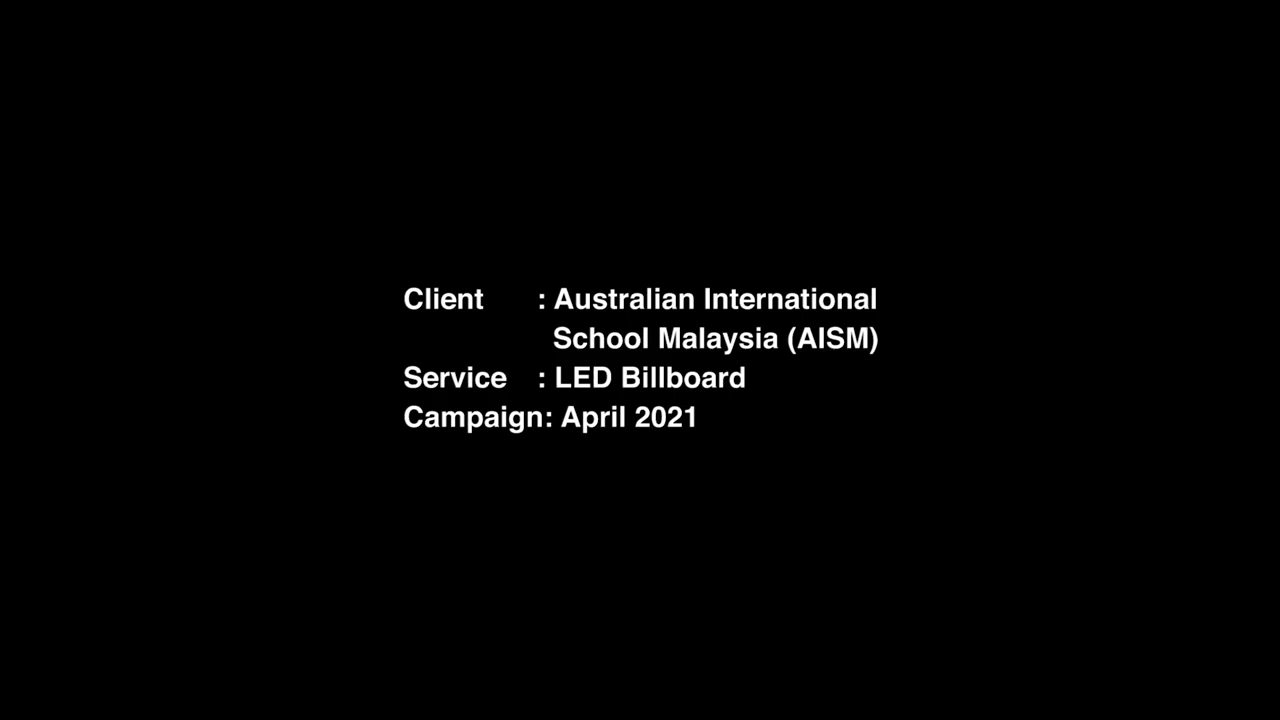 Client : Australian International
School Malaysia (AISM)
Service : LED Billboard
Campaign: April 2021